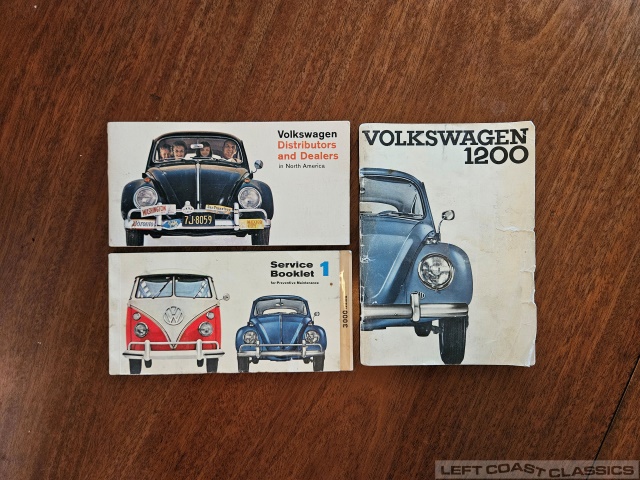 Volkswagen
Distributors
and Dealers
in North America
WASHINGTON
7J-8059
Service
Booklet 1
for Preventive Maintenance
3000
VOLKSWAGEN
1200
LEFT COAST CLASSICS